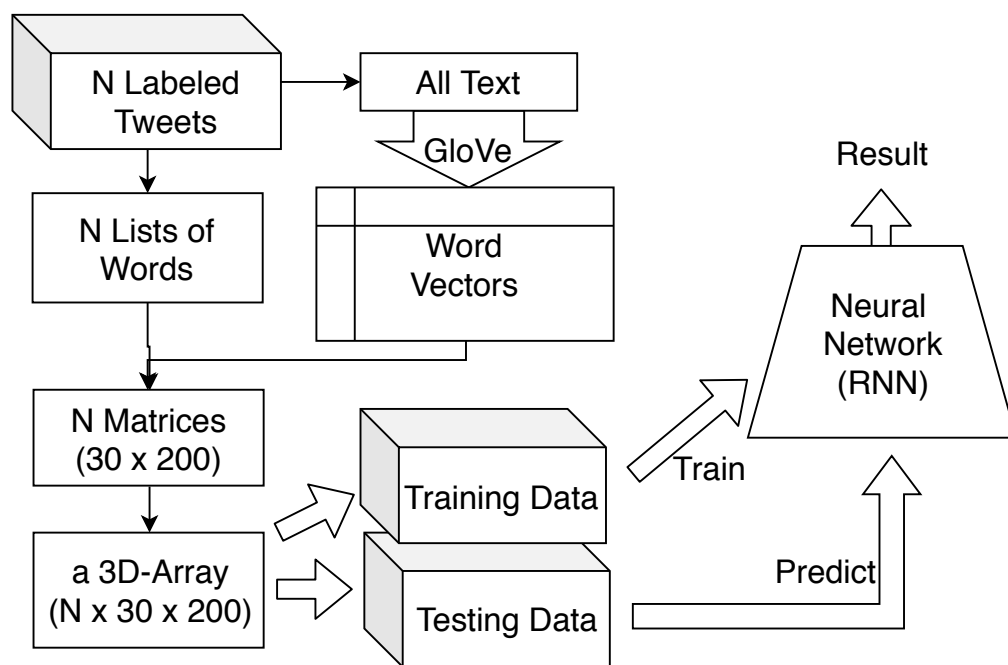 N Labeled
Tweets
All Text
GloVe
N Lists of
Words
Word
Vectors
Result
Neural
Network
(RNN)
N Matrices
(30 x 200)
Training Data
Train
a 3D-Array
(N x 30 x 200)
Testing Data
Predict